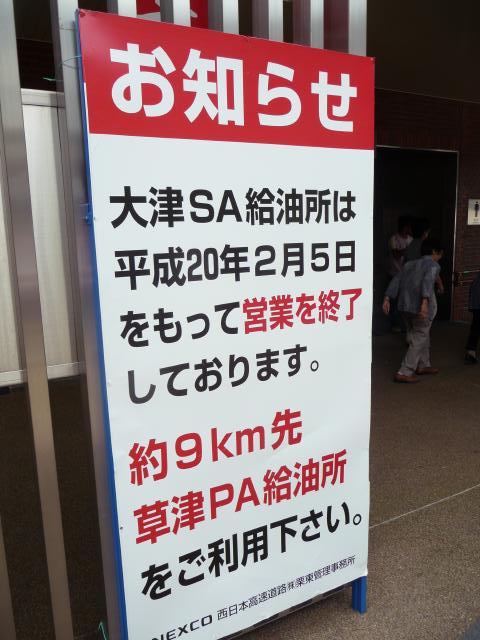 お知らせ
大津SA給油所は
平成20年2月5日
をもって営業を終了
しております。
約9km先
草津PA給油所
をご利用下さい。
NEXCO 西日本高速道路㈱栗東管理事務所